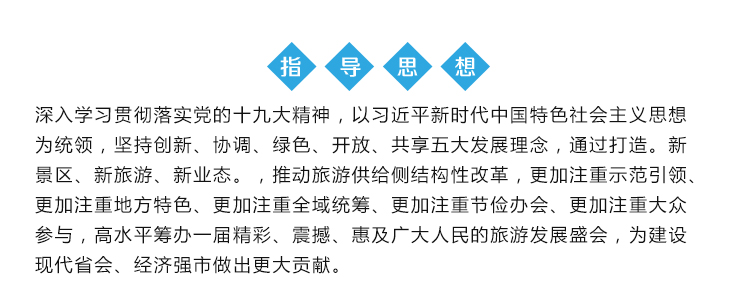 指导思想
深入学习贯彻落实党的十九大精神，以习近平新时代中国特色社会主义思想
为统领，坚持创新、协调、绿色、开放、共享五大发展理念，通过打造。新
景区、新旅游、新业态。，推动旅游供给侧结构性改革，更加注重示范引领、
更加注重地方特色、更加注重全域统筹、更加注重节俭办会、更加注重大众
参与，高水平筹办一届精彩、震撼、惠及广大人民的旅游发展盛会，为建设
现代省会、经济强市做出更大贡献。